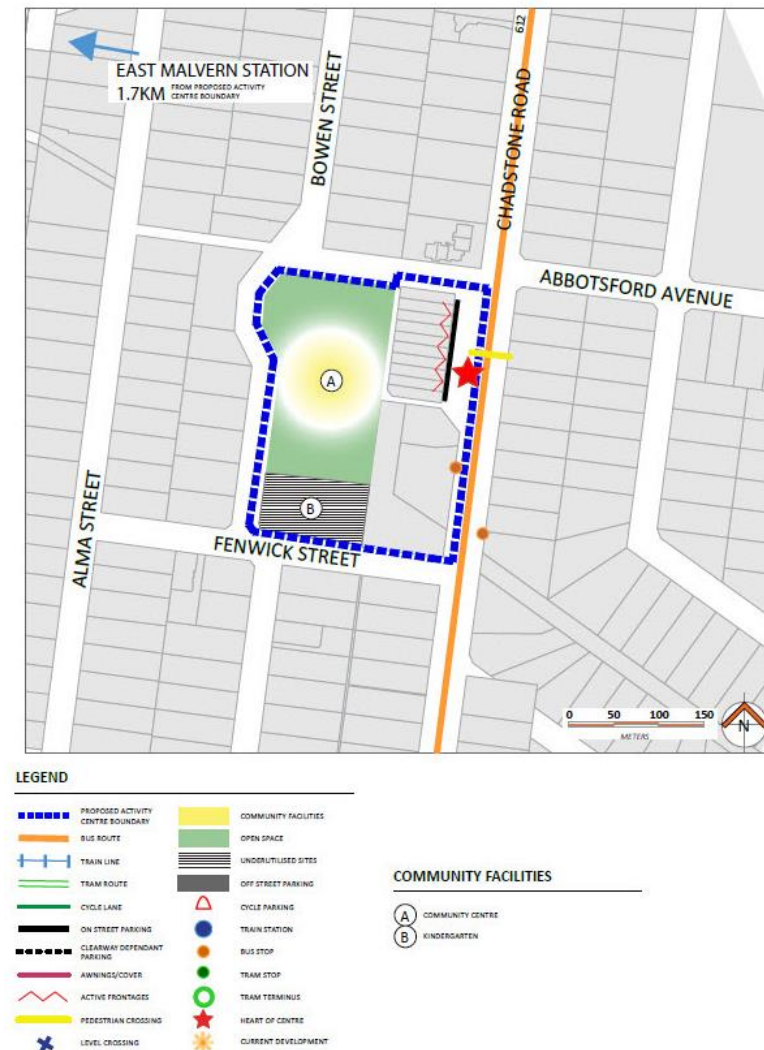 EAST MALVERN STATION
1.7KM FROM PROPOSED ACTIVITY
CENTRE BOUNDARY
BOWEN STREET
612
CHADSTONE ROAD
ABBOTSFORD AVENUE
A
B
ALMA STREET
FENWICK STREET
0 50 100 150
METERS
N
LEGEND
PROPOSED ACTIVITY
CENTRE BOUNDARY
BUS ROUTE
TRAIN LINE
TRAM ROUTE
CYCLE LANE
ON STREET PARKING
CLEARWAY DEPENDANT
PARKING
AWNINGS/COVER
ACTIVE FRONTAGES
PEDESTRIAN CROSSING
LEVEL CROSSING
COMMUNITY FACILITIES
OPEN SPACE
UNDERUTILISED SITES
OFF STREET PARKING
CYCLE PARKING
TRAIN STATION
BUS STOP
TRAM STOP
TRAM TERMINUS
HEART OF CENTRE
CURRENT DEVELOPMENT
COMMUNITY FACILITIES
A COMMUNITY CENTRE
B KINDERGARTEN